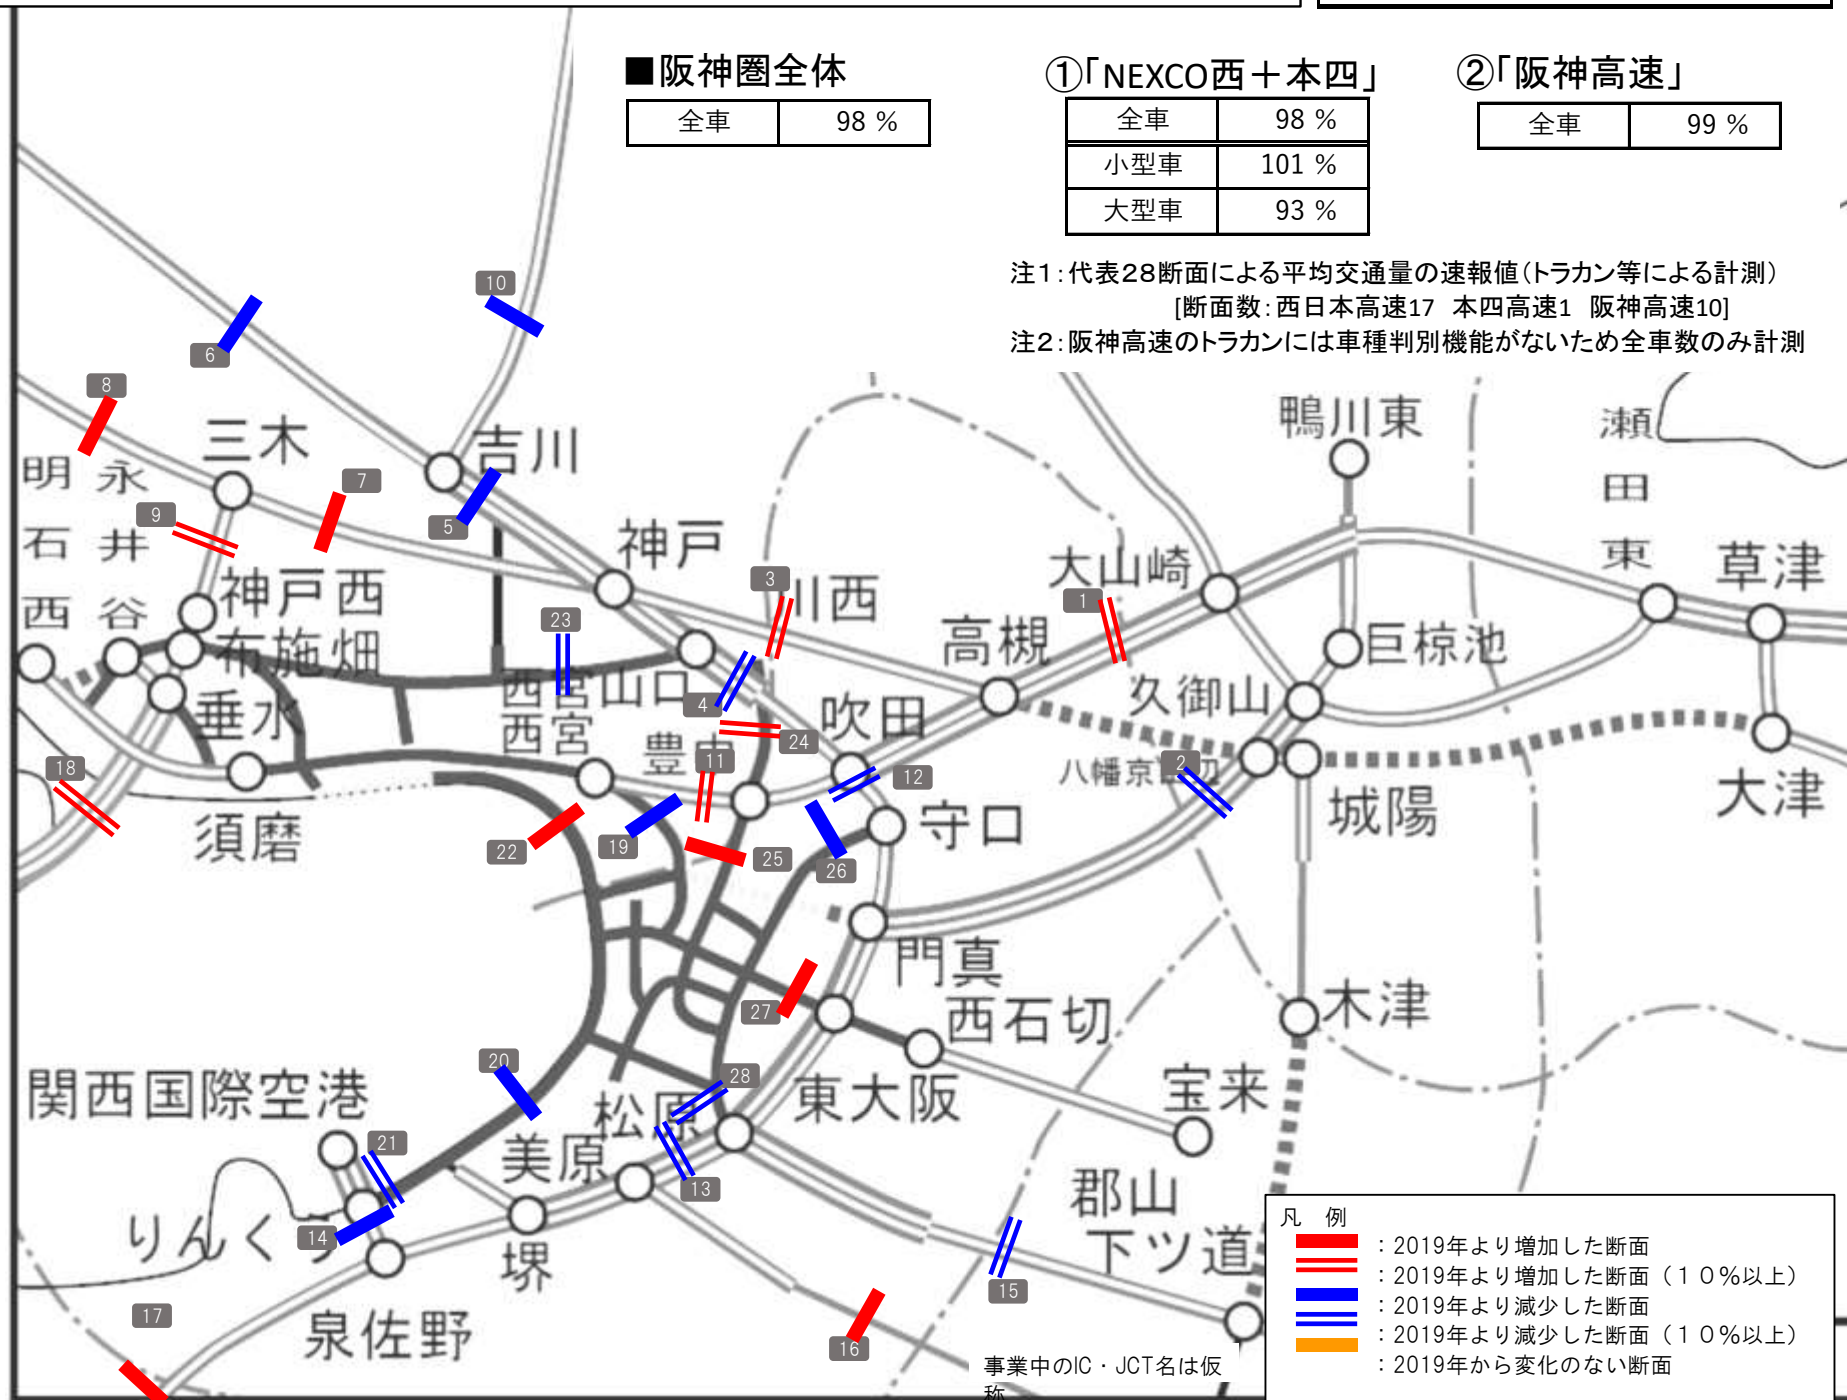 ■阪神圏全体
全車 98 %
①「NEXCO西＋本四」
全車 98 %
小型車 101 %
大型車 93 %
②「阪神高速」
全車 99 %
注１：代表２８断面による平均交通量の速報値（トラカン等による計測）
[断面数：西日本高速17 本四高速1 阪神高速10]
注２：阪神高速のトラカンには車種判別機能がないため全車数のみ計測
10
6
8
三木
吉川
鴨川東
瀬田東
明石西
永井谷
7
9
5
神戸
神戸西
布施畑
3
川西
大山崎
1
草津
23
高槻
巨椋池
西宮山口
4
久御山
垂水
西宮
豊中
24
吹田
18
11
12
八幡京田辺
2
大津
須磨
城陽
22
19
25
26
守口
門真
27
西石切
木津
20
28
関西国際空港
松原
東大阪
宝来
21
美原
13
郡山
下ツ道
りんくう
14
堺
15
17
泉佐野
16
事業中のIC・JCT名は仮
称
凡 例
：2019年より増加した断面
：2019年より増加した断面（１０％以上）
：2019年より減少した断面
：2019年より減少した断面（１０％以上）
：2019年から変化のない断面